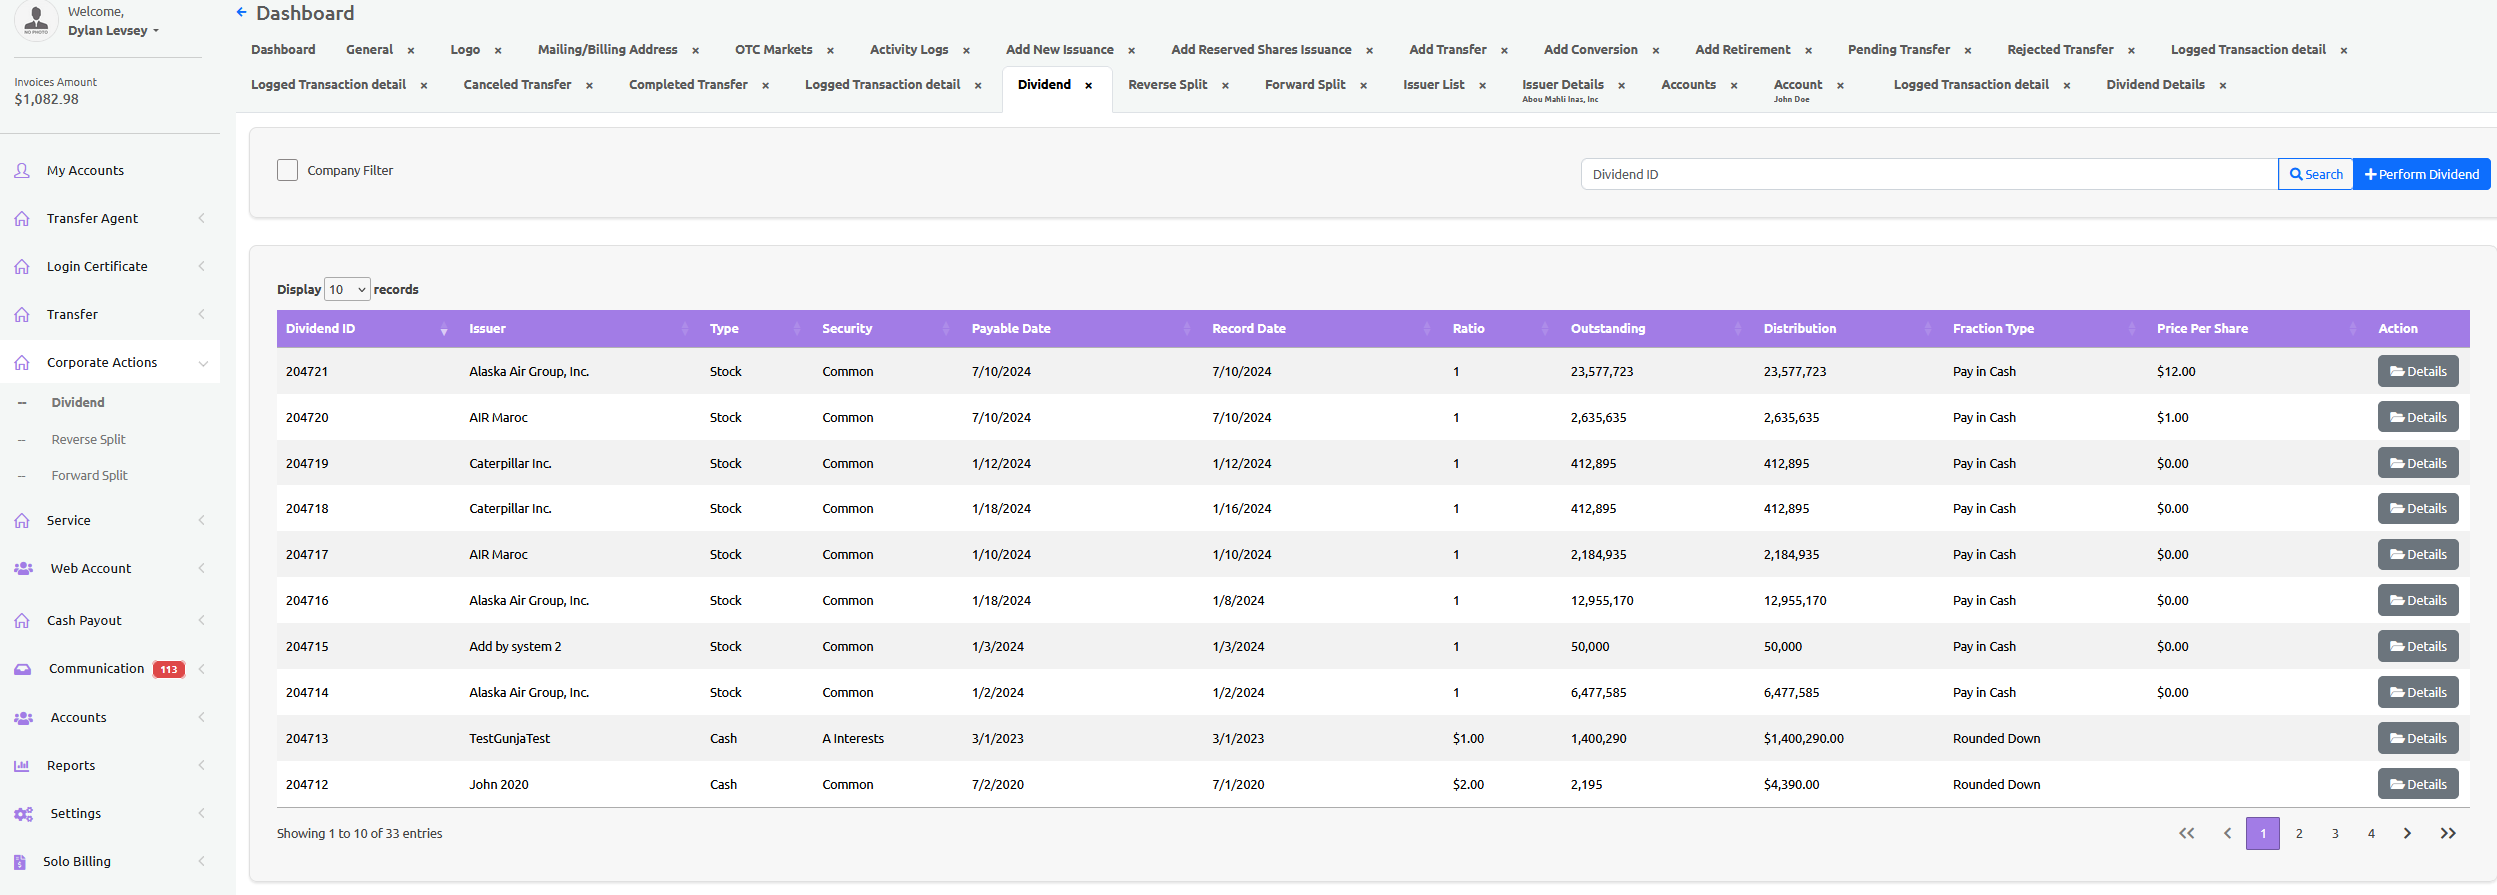 Welcome,
Dylan Levsey
Invoices Amount
$1,082.98
My Accounts
Transfer Agent
Login Certificate
Transfer
Corporate Actions
-- Dividend
-- Reverse Split
-- Forward Split
Service
Web Account
Cash Payout
Communication 113
Accounts
Reports
Settings
Solo Billing
Dashboard
Dashboard General × Logo × Mailing/Billing Address × OTC Markets × Activity Logs × Add New Issuance × Add Reserved Shares Issuance × Add Transfer × Add Conversion × Add Retirement × Pending Transfer × Rejected Transfer × Logged Transaction detail ×
Logged Transaction detail × Canceled Transfer × Completed Transfer × Logged Transaction detail × Dividend × Reverse Split × Forward Split × Issuer List × Issuer Details × Accounts × Account × Logged Transaction detail × Dividend Details ×
Abou Mahli Inas, Inc John Doe
Company Filter Dividend ID Search Perform Dividend
Display 10 records
Dividend ID Issuer Type Security Payable Date Record Date Ratio Outstanding Distribution Fraction Type Price Per Share Action
204721 Alaska Air Group, Inc. Stock Common 7/10/2024 7/10/2024 1 23,577,723 23,577,723 Pay in Cash $12.00 Details
204720 AIR Maroc Stock Common 7/10/2024 7/10/2024 1 2,635,635 2,635,635 Pay in Cash $1.00 Details
204719 Caterpillar Inc. Stock Common 1/12/2024 1/12/2024 1 412,895 412,895 Pay in Cash $0.00 Details
204718 Caterpillar Inc. Stock Common 1/18/2024 1/16/2024 1 412,895 412,895 Pay in Cash $0.00 Details
204717 AIR Maroc Stock Common 1/10/2024 1/10/2024 1 2,184,935 2,184,935 Pay in Cash $0.00 Details
204716 Alaska Air Group, Inc. Stock Common 1/18/2024 1/8/2024 1 12,955,170 12,955,170 Pay in Cash $0.00 Details
204715 Add by system 2 Stock Common 1/3/2024 1/3/2024 1 50,000 50,000 Pay in Cash $0.00 Details
204714 Alaska Air Group, Inc. Stock Common 1/2/2024 1/2/2024 1 6,477,585 6,477,585 Pay in Cash $0.00 Details
204713 TestGunjaTest Cash A Interests 3/1/2023 3/1/2023 $1.00 1,400,290 $1,400,290.00 Rounded Down Details
204712 John 2020 Cash Common 7/2/2020 7/1/2020 $2.00 2,195 $4,390.00 Rounded Down Details
Showing 1 to 10 of 33 entries 1 2 3 4